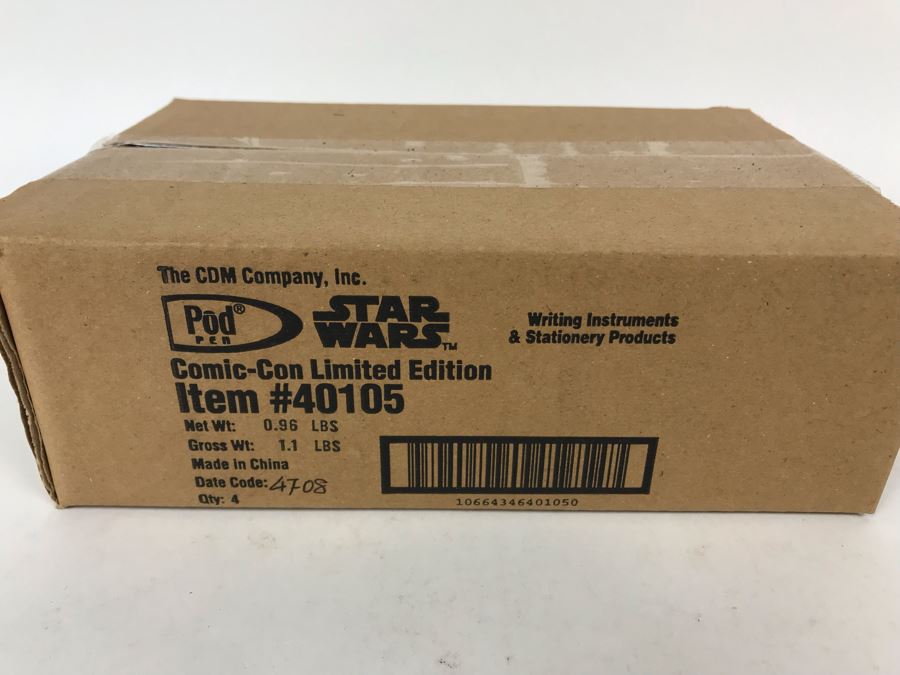 The CDM Company, Inc.
Pod® PEN
STAR WARS™
Writing Instruments
& Stationery Products
Comic-Con Limited Edition
Item #40105
Net Wt: 0.96 LBS
Gross Wt: 1.1 LBS
Made in China
Date Code: 4708
Qty: 4
10664346401050